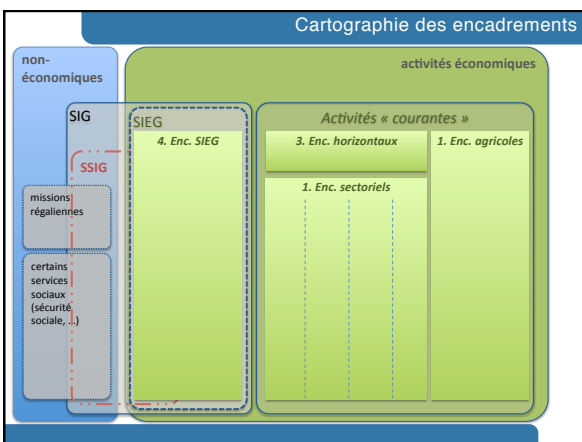 Cartographie des encadrements
non-
économiques
activités économiques
SIG
SIEG
Activités « courantes »
4. Enc. SIEG
3. Enc. horizontaux
1. Enc. agricoles
SSIG
1. Enc. sectoriels
missions
régaliennes
certains
services
sociaux
(sécurité
sociale, ...)